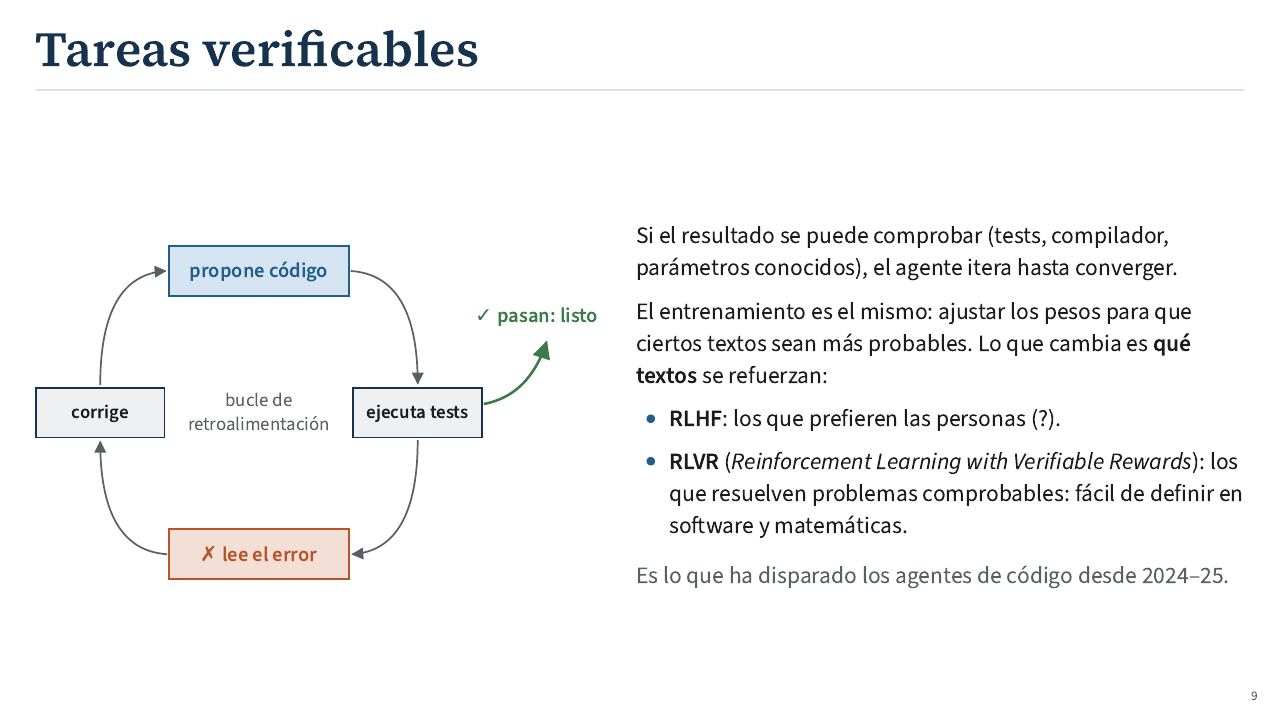 Tareas verificables
propone código
✓ pasan: listo
corrige
bucle de
retroalimentación
ejecuta tests
✗ lee el error
Si el resultado se puede comprobar (tests, compilador,
parámetros conocidos), el agente itera hasta converger.
El entrenamiento es el mismo: ajustar los pesos para que
ciertos textos sean más probables. Lo que cambia es qué
textos se refuerzan:
• RLHF: los que prefieren las personas (?).
• RLVR (Reinforcement Learning with Verifiable Rewards): los
que resuelven problemas comprobables: fácil de definir en
software y matemáticas.
Es lo que ha disparado los agentes de código desde 2024–25.
9